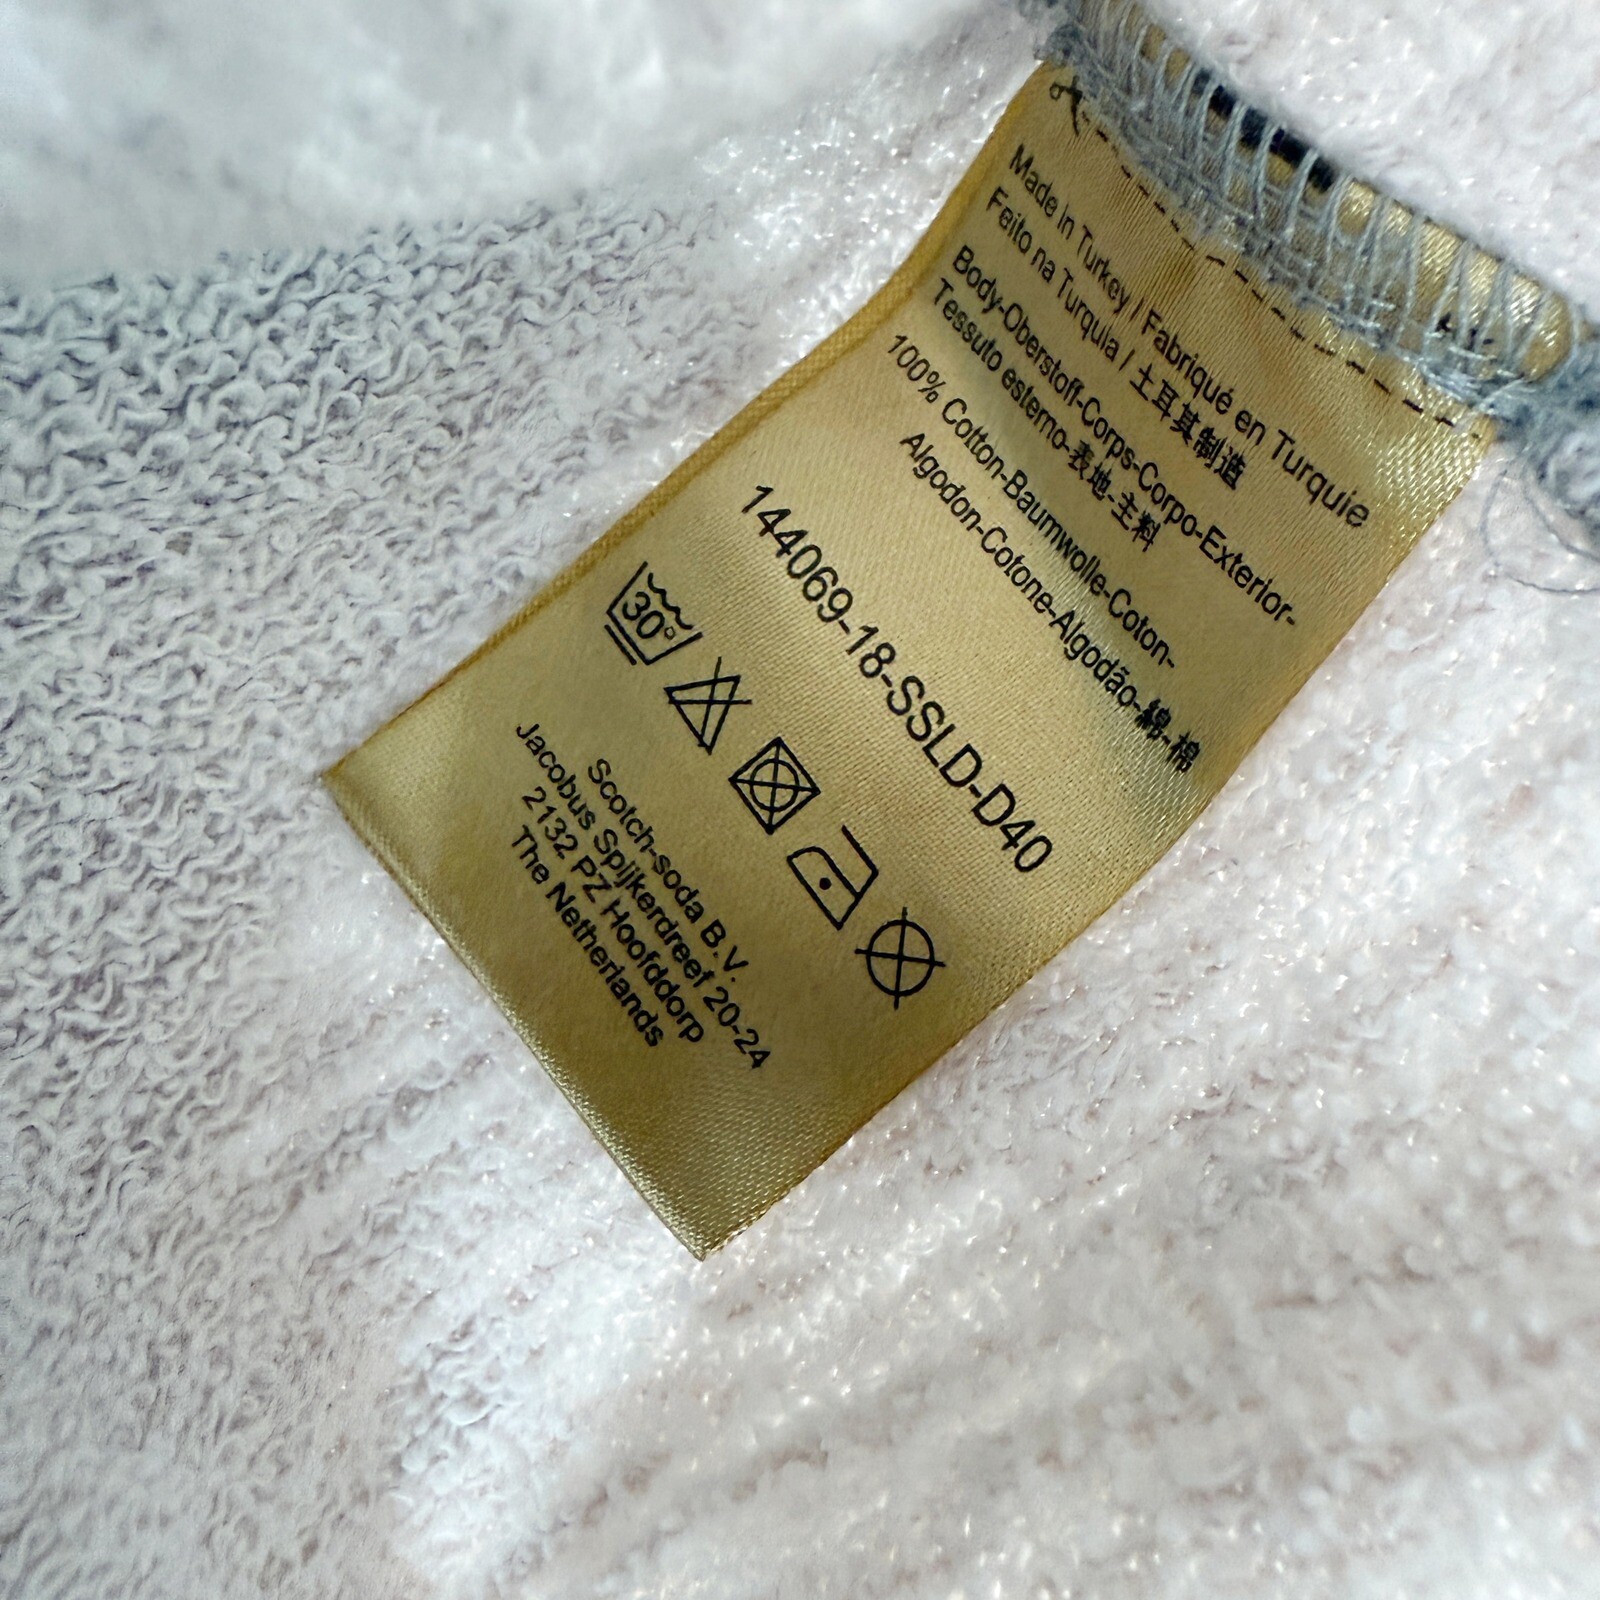 Made in Turkey / Fabriqué en Turquie
Feito na Turquia / 土耳其制造
Body-Oberstoff-Corps-Corpo-Exterior-
Tessuto esterno-表地-主料
100% Cotton-Baumwolle-Coton-
Algodon-Cotone-Algodão-綿-棉
144069-18-SSLD-D40
30°
Scotch-soda B.V.
Jacobus Spijkerdreef 20-24
2132 PZ Hoofddorp
The Netherlands